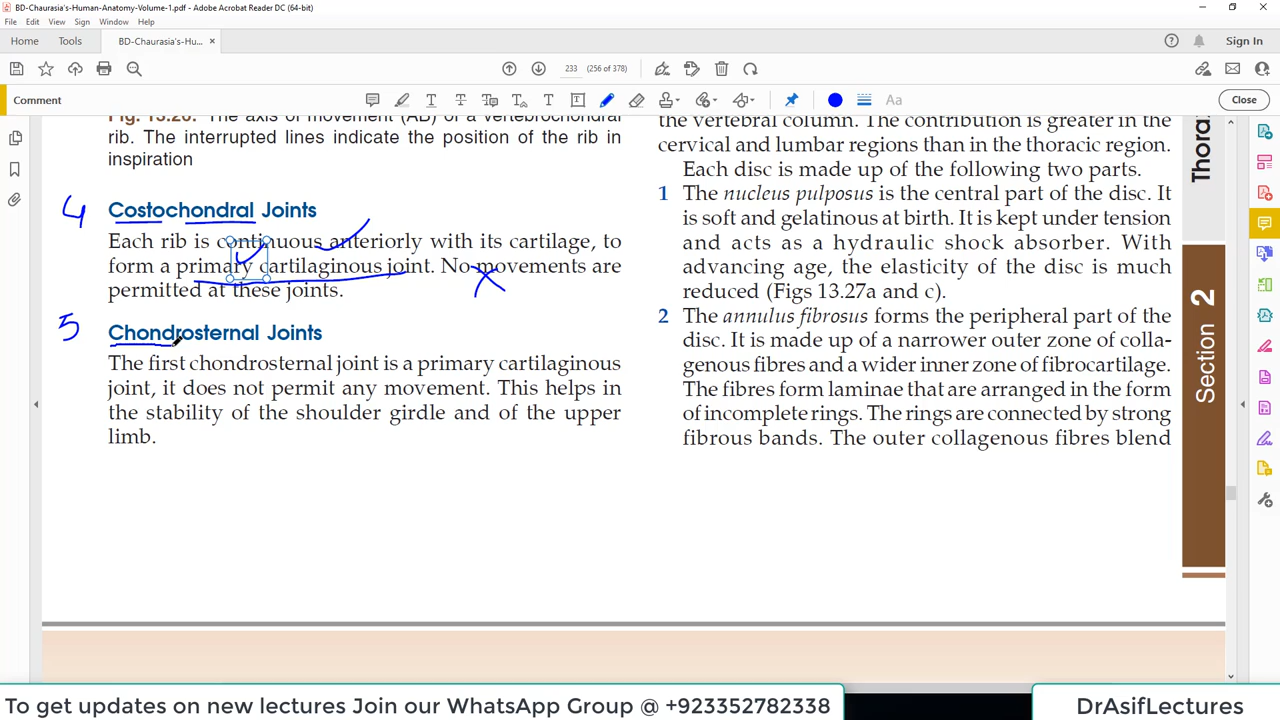 BD-Chaurasia's-Human-Anatomy-Volume-1.pdf - Adobe Acrobat Reader DC (64-bit)
File Edit View Sign Window Help
Home Tools BD-Chaurasia's-Hu... × Sign In
233 (256 of 378)
Comment Aa Close
Fig. 13.26: The axis of movement (AB) of a vertebrochondral
rib. The interrupted lines indicate the position of the rib in
inspiration
4 Costochondral Joints
Each rib is continuous anteriorly with its cartilage, to
form a primary cartilaginous joint. No movements are
permitted at these joints.
5 Chondrosternal Joints
The first chondrosternal joint is a primary cartilaginous
joint, it does not permit any movement. This helps in
the stability of the shoulder girdle and of the upper
limb.
the vertebral column. The contribution is greater in the
cervical and lumbar regions than in the thoracic region.
Each disc is made up of the following two parts.
1 The nucleus pulposus is the central part of the disc. It
is soft and gelatinous at birth. It is kept under tension
and acts as a hydraulic shock absorber. With
advancing age, the elasticity of the disc is much
reduced (Figs 13.27a and c).
2 The annulus fibrosus forms the peripheral part of the
disc. It is made up of a narrower outer zone of colla-
genous fibres and a wider inner zone of fibrocartilage.
The fibres form laminae that are arranged in the form
of incomplete rings. The rings are connected by strong
fibrous bands. The outer collagenous fibres blend
Section 2
To get updates on new lectures Join our WhatsApp Group @ +923352782338
DrAsifLectures